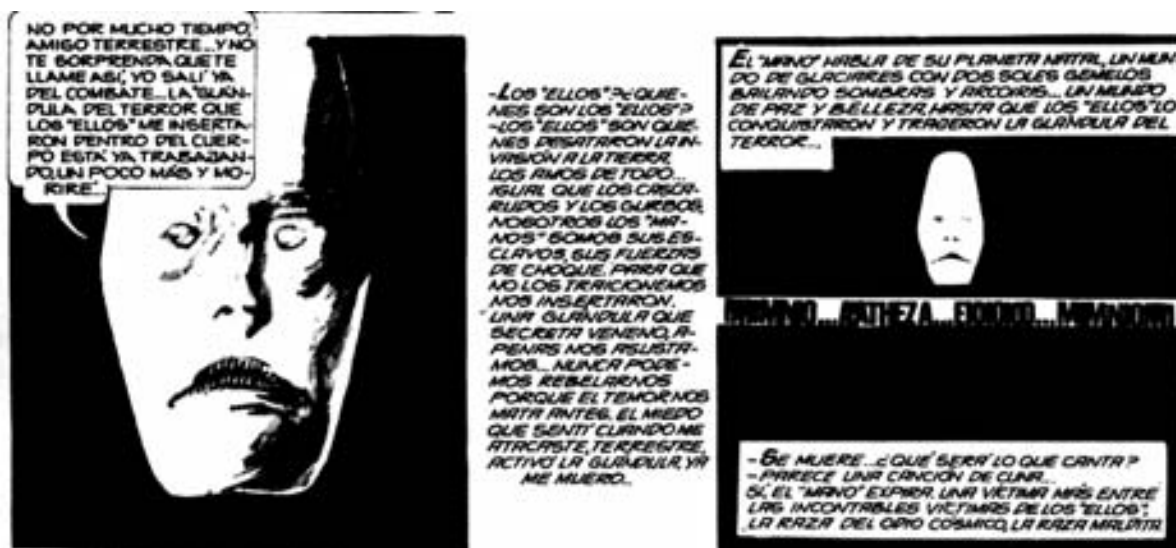 NO POR MUCHO TIEMPO,
AMIGO TERRESTRE... Y NO
TE SORPRENDA QUE TE
LLAME ASÍ, YO SALÍ YA
DEL COMBATE... LA GLÁN-
DULA DEL TERROR QUE
LOS "ELLOS" ME INSERTA-
RON DENTRO DEL CUER-
PO ESTÁ YA TRABAJAN-
DO, UN POCO MÁS Y MO-
RIRÉ...
-LOS "ELLOS"? ¿QUIE-
NES SON LOS "ELLOS"?
-LOS "ELLOS" SON QUIE-
NES DESATARON LA IN-
VASIÓN A LA TIERRA.
LOS AMOS DE TODO...
IGUAL QUE LOS CASCA-
RUDOS Y LOS GURBOS,
NOSOTROS LOS "MA-
NOS" SOMOS SUS ES-
CLAVOS, SUS FUERZAS
DE CHOQUE. PARA QUE
NO LOS TRAICIONEMOS
NOS INSERTARON.
UNA GLÁNDULA QUE
SECRETA VENENO, A-
PENAS NOS ASUSTA-
MOS... NUNCA PODE-
MOS REBELARNOS
PORQUE EL TEMOR NOS
MATA ANTES. EL MIEDO
QUE SENTÍ CUANDO ME
ATACASTE, TERRESTRE,
ACTIVÓ LA GLÁNDULA, YA
ME MUERO...
EL "MANO" HABLA DE SU PLANETA NATAL, UN MUN-
DO DE GLACIARES CON DOS SOLES GEMELOS
BAILANDO SOMBRAS Y ARCOIRIS... UN MUNDO
DE PAZ Y BELLEZA, HASTA QUE LOS "ELLOS" LO
CONQUISTARON Y TRAJERON LA GLÁNDULA DEL
TERROR...
-SE MUERE... ¿QUÉ SERÁ LO QUE CANTA?
-PARECE UNA CANCIÓN DE CUNA...
SÍ, EL "MANO" EXPIRA. UNA VÍCTIMA MÁS ENTRE
LAS INCONTABLES VÍCTIMAS DE LOS "ELLOS",
LA RAZA DEL ODIO CÓSMICO, LA RAZA MALDITA